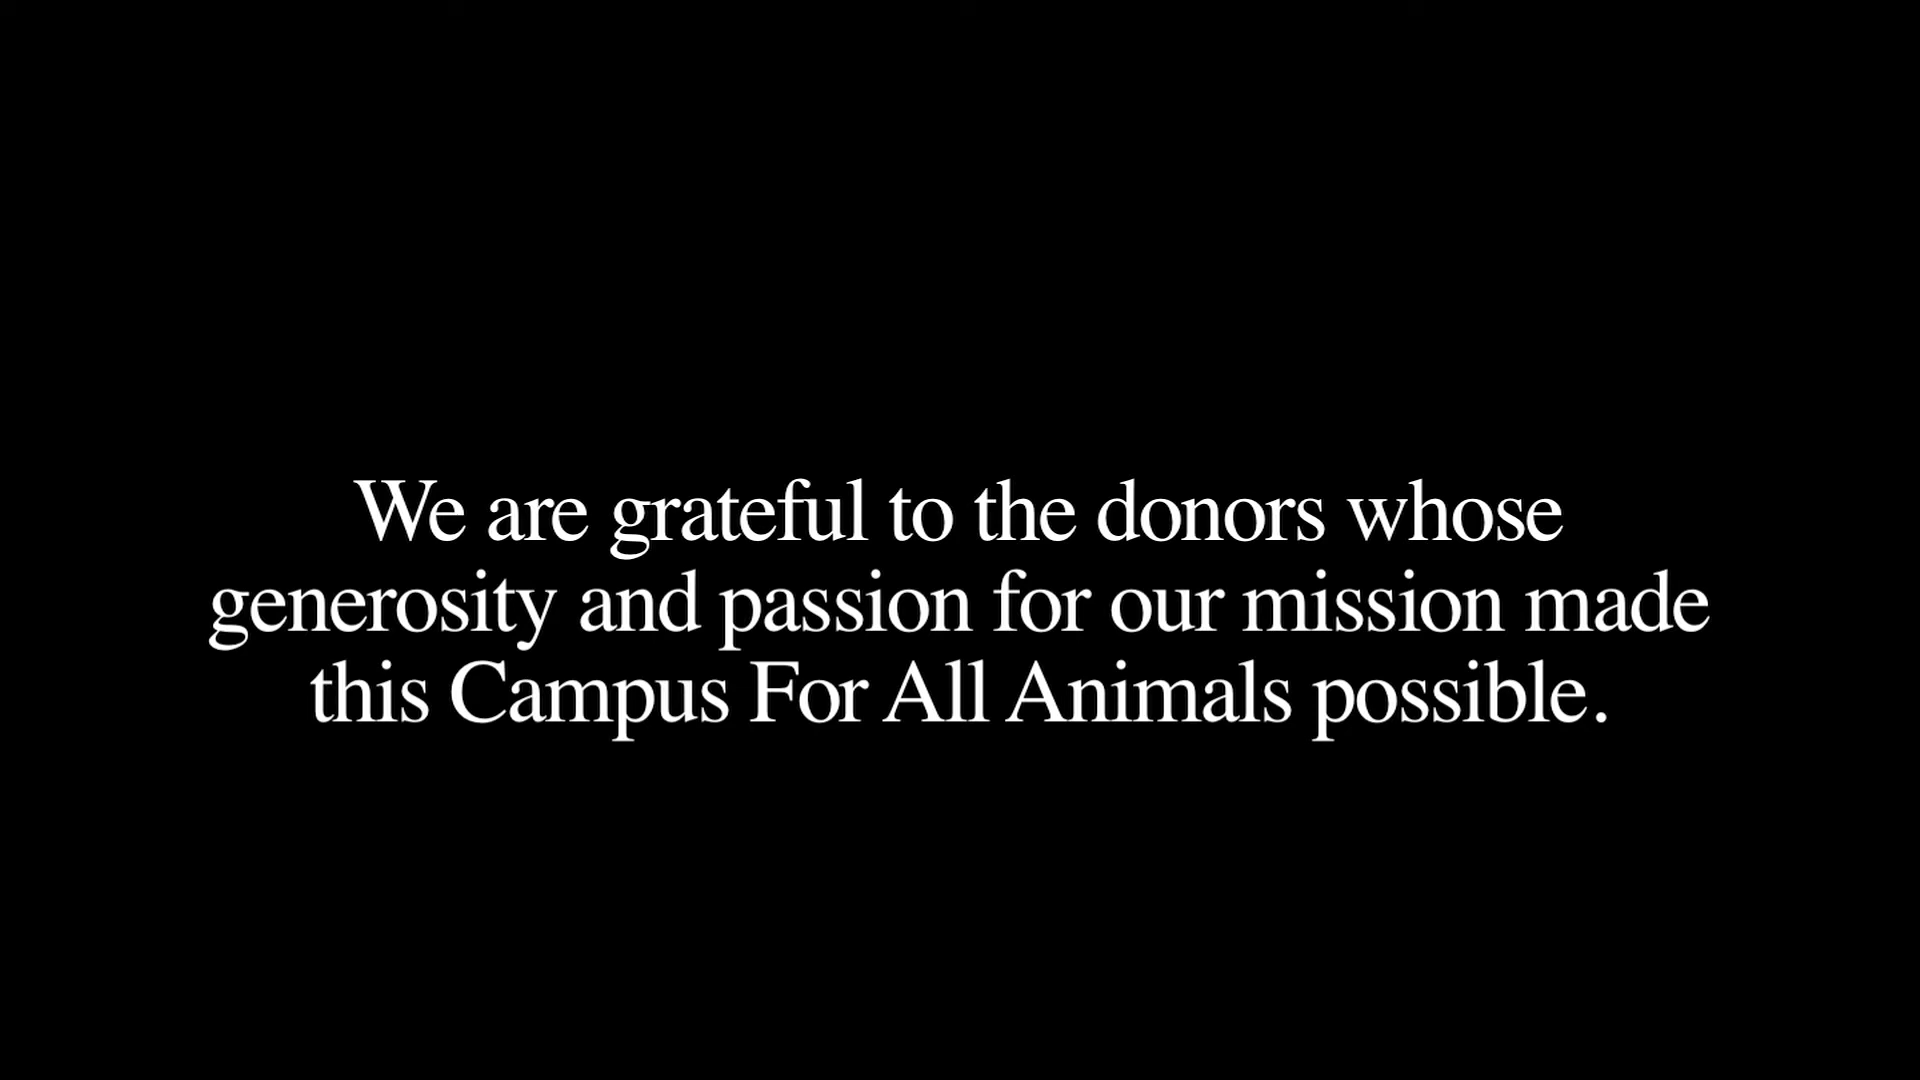 We are grateful to the donors whose
generosity and passion for our mission made
this Campus For All Animals possible.